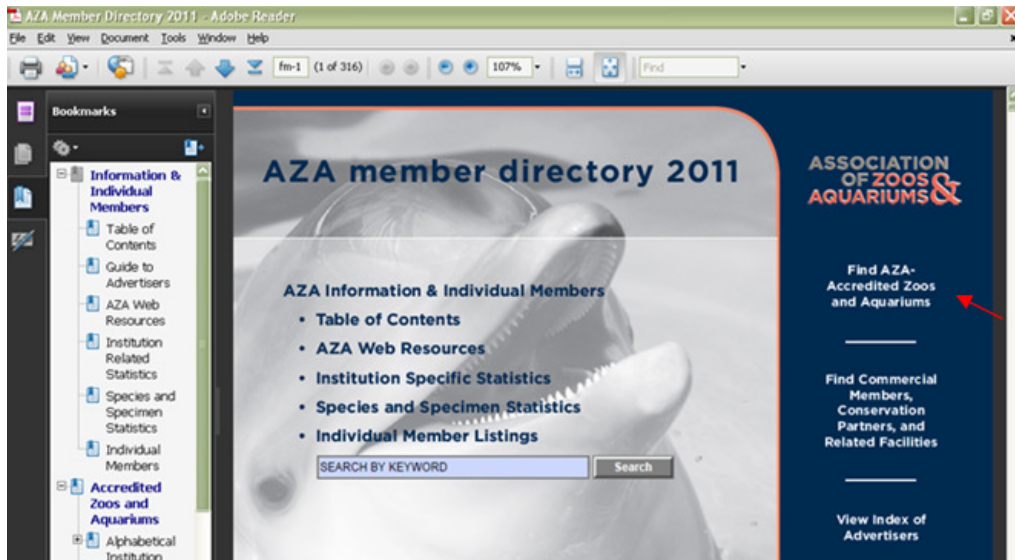 AZA Member Directory 2011 - Adobe Reader
File Edit View Document Tools Window Help
fm-1 (1 of 316) 107% Find
Bookmarks
Information &
Individual
Members
Table of
Contents
Guide to
Advertisers
AZA Web
Resources
Institution
Related
Statistics
Species and
Specimen
Statistics
Individual
Members
Accredited
Zoos and
Aquariums
Alphabetical
Institution
AZA member directory 2011
AZA Information & Individual Members
• Table of Contents
• AZA Web Resources
• Institution Specific Statistics
• Species and Specimen Statistics
• Individual Member Listings
SEARCH BY KEYWORD Search
ASSOCIATION
OF ZOOS
AQUARIUMS &
Find AZA-
Accredited Zoos
and Aquariums
Find Commercial
Members,
Conservation
Partners, and
Related Facilities
View Index of
Advertisers